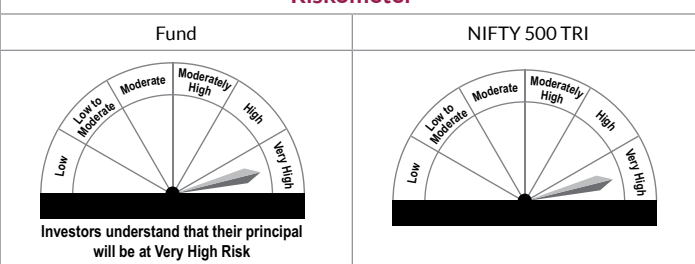 Riskometer
Fund
NIFTY 500 TRI
Low
Low to
Moderate
Moderate
Moderately
High
High
Very High
Investors understand that their principal
will be at Very High Risk
Low
Low to
Moderate
Moderate
Moderately
High
High
Very High